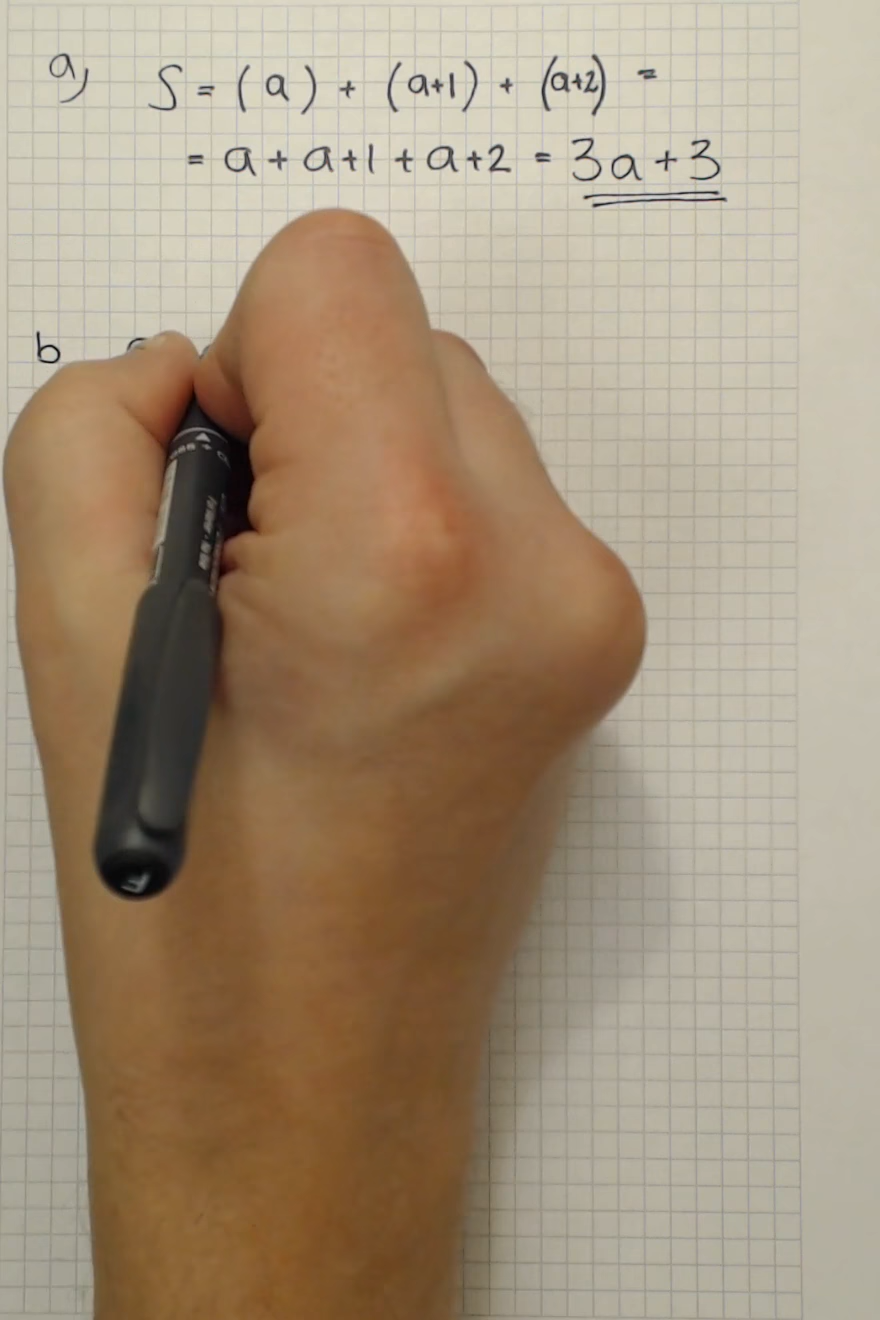 a) S = (a) + (a+1) + (a+2) =
= a + a+1 + a+2 = 3a + 3
b